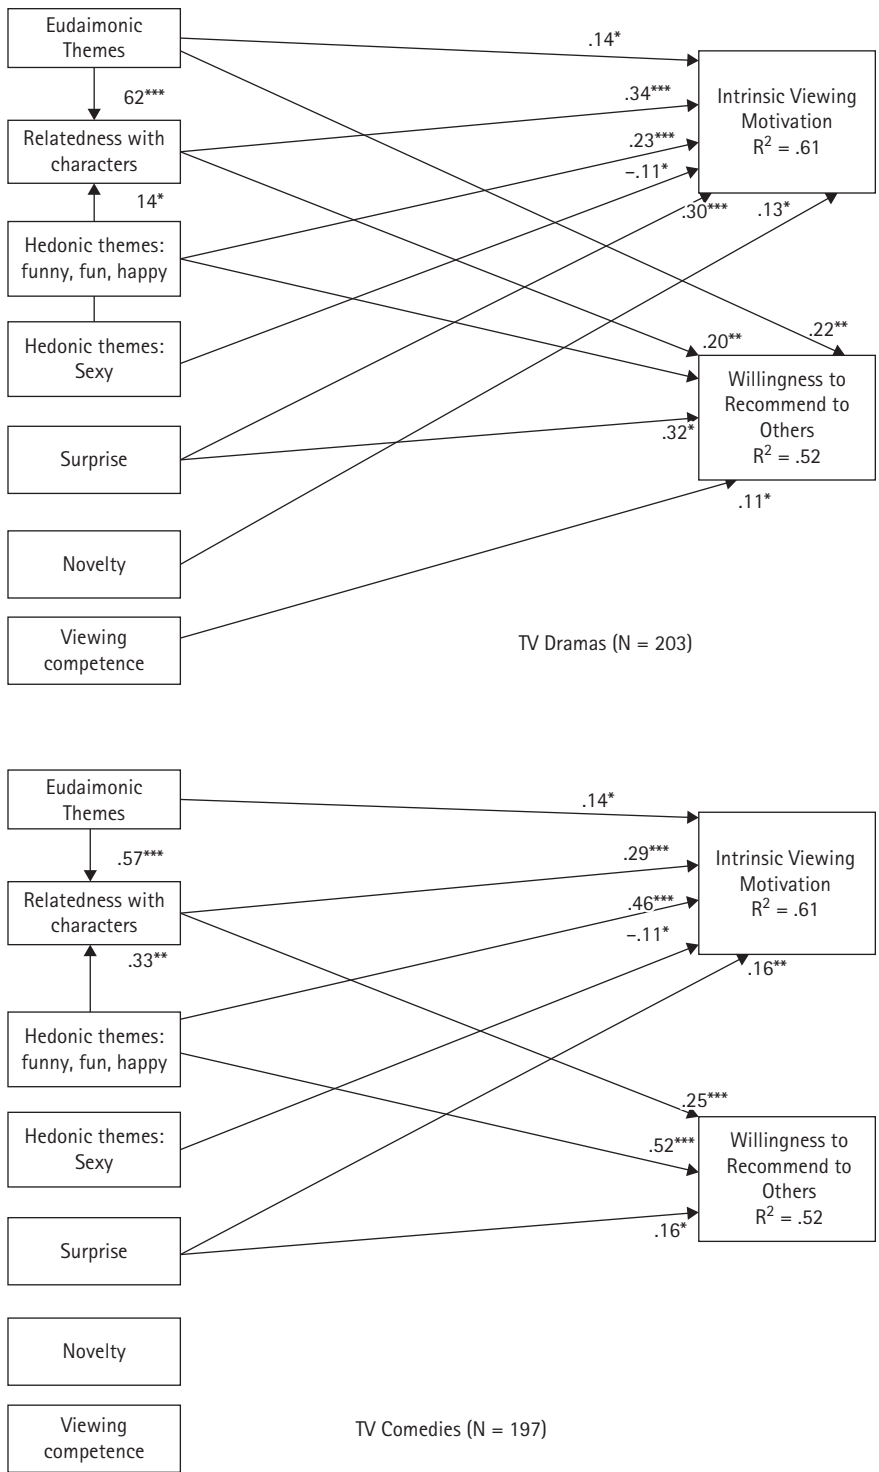 Eudaimonic
Themes
.14*
62***
.34***
Intrinsic Viewing
Motivation
R² = .61
Relatedness with
characters
.23***
–.11*
14*
.30***
.13*
Hedonic themes:
funny, fun, happy
Hedonic themes:
Sexy
.20**
.22**
Willingness to
Recommend to
Others
R² = .52
Surprise
.32*
.11*
Novelty
Viewing
competence
TV Dramas (N = 203)
Eudaimonic
Themes
.14*
.57***
.29***
Intrinsic Viewing
Motivation
R² = .61
Relatedness with
characters
.46***
–.11*
.33**
.16**
Hedonic themes:
funny, fun, happy
Hedonic themes:
Sexy
.25***
.52***
Willingness to
Recommend to
Others
R² = .52
Surprise
.16*
Novelty
Viewing
competence
TV Comedies (N = 197)